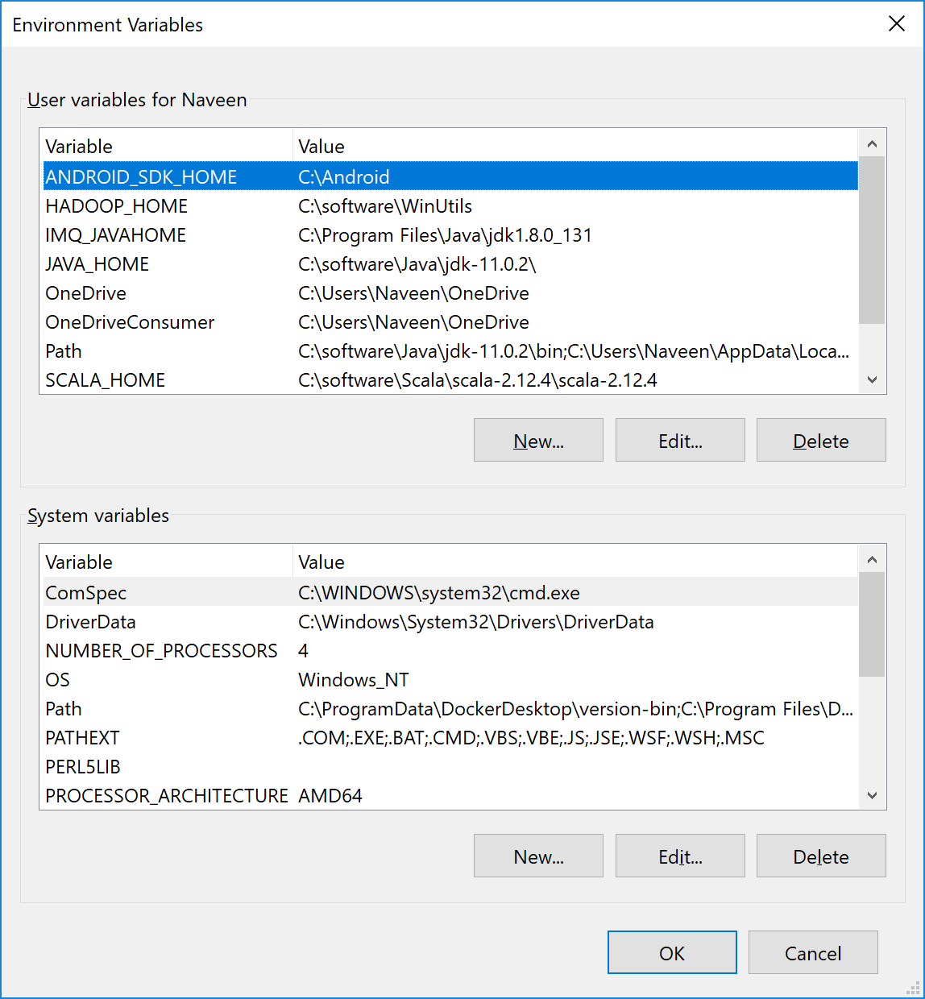 Environment Variables
User variables for Naveen
Variable Value
ANDROID_SDK_HOME C:\Android
HADOOP_HOME C:\software\WinUtils
IMQ_JAVAHOME C:\Program Files\Java\jdk1.8.0_131
JAVA_HOME C:\software\Java\jdk-11.0.2\
OneDrive C:\Users\Naveen\OneDrive
OneDriveConsumer C:\Users\Naveen\OneDrive
Path C:\software\Java\jdk-11.0.2\bin;C:\Users\Naveen\AppData\Loca...
SCALA_HOME C:\software\Scala\scala-2.12.4\scala-2.12.4
New... Edit... Delete
System variables
Variable Value
ComSpec C:\WINDOWS\system32\cmd.exe
DriverData C:\Windows\System32\Drivers\DriverData
NUMBER_OF_PROCESSORS 4
OS Windows_NT
Path C:\ProgramData\DockerDesktop\version-bin;C:\Program Files\D...
PATHEXT .COM;.EXE;.BAT;.CMD;.VBS;.VBE;.JS;.JSE;.WSF;.WSH;.MSC
PERL5LIB
PROCESSOR_ARCHITECTURE AMD64
New... Edit... Delete
OK Cancel